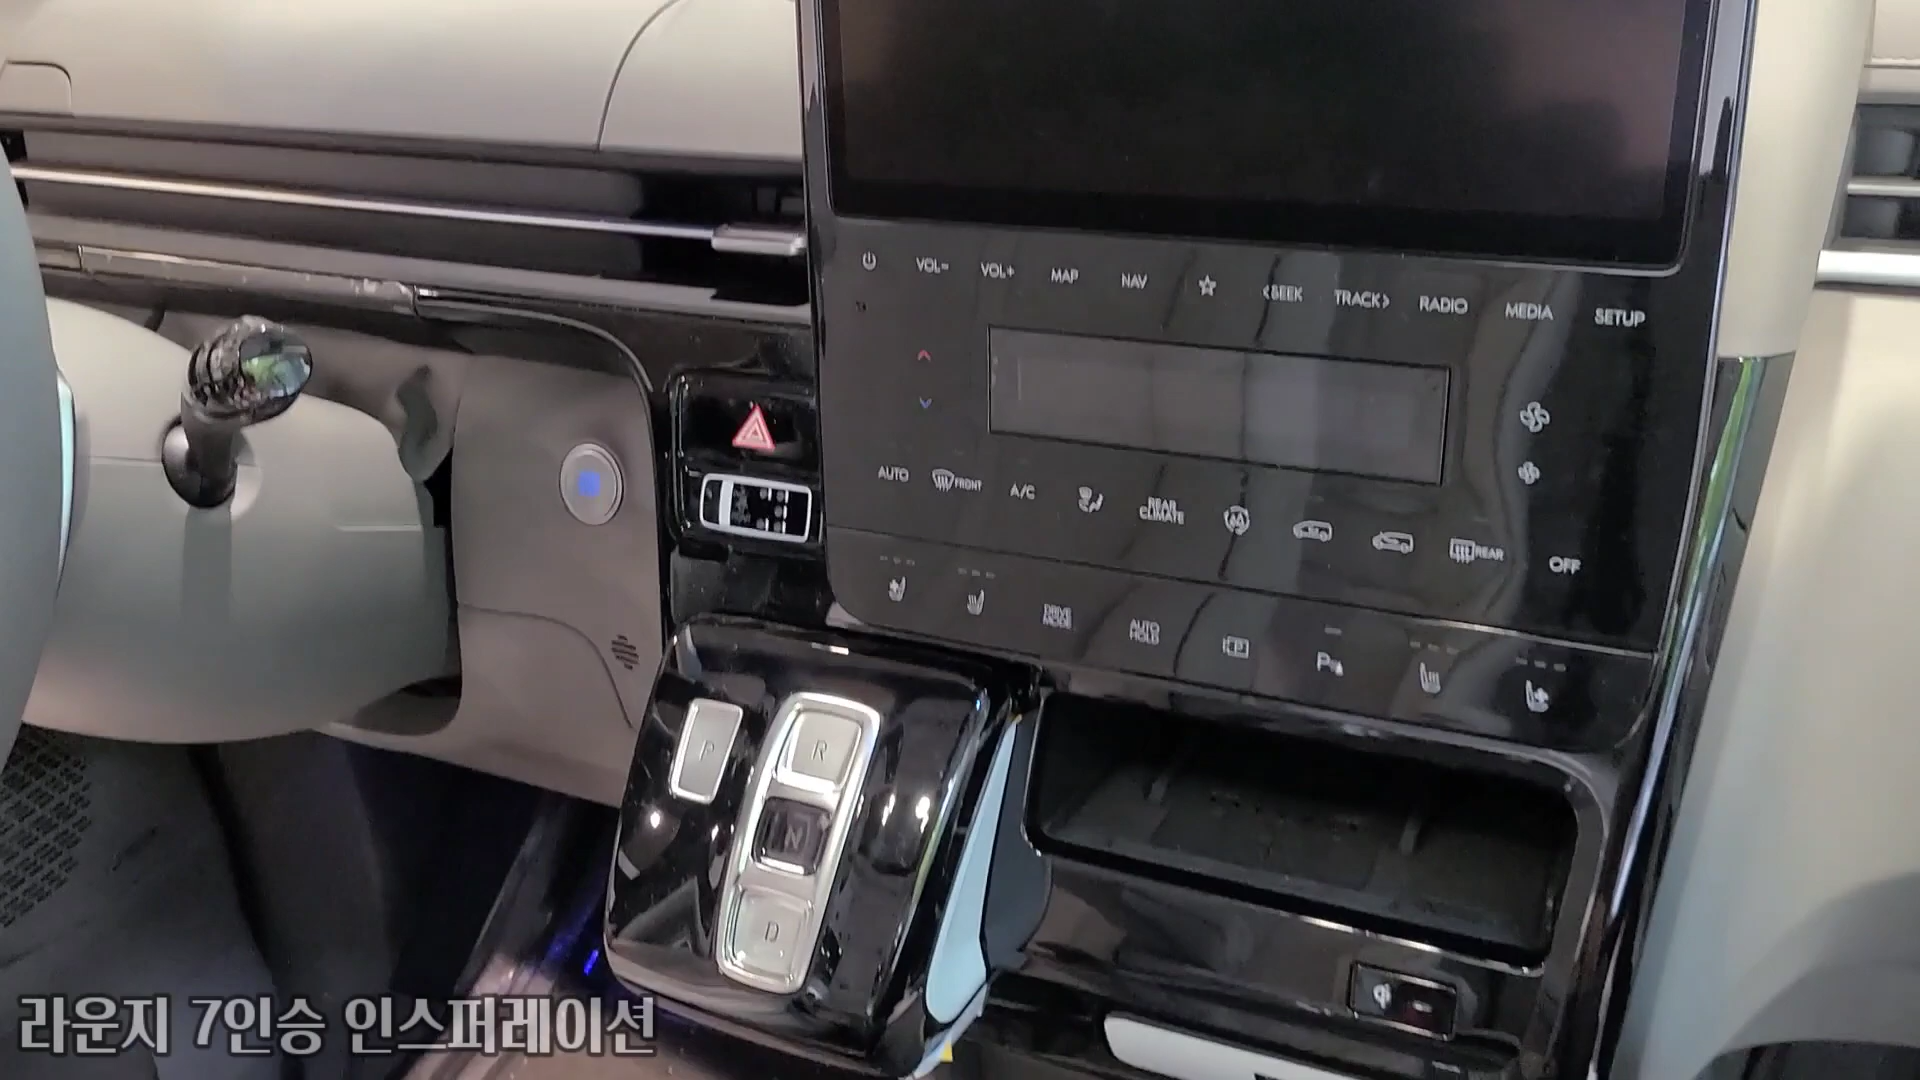 VOL-
VOL+
MAP
NAV
<SEEK
TRACK>
RADIO
MEDIA
SETUP
AUTO
FRONT
A/C
REAR
CLIMATE
REAR
OFF
DRIVE
MODE
AUTO
HOLD
P
P
R
N
D
라운지 7인승 인스퍼레이션